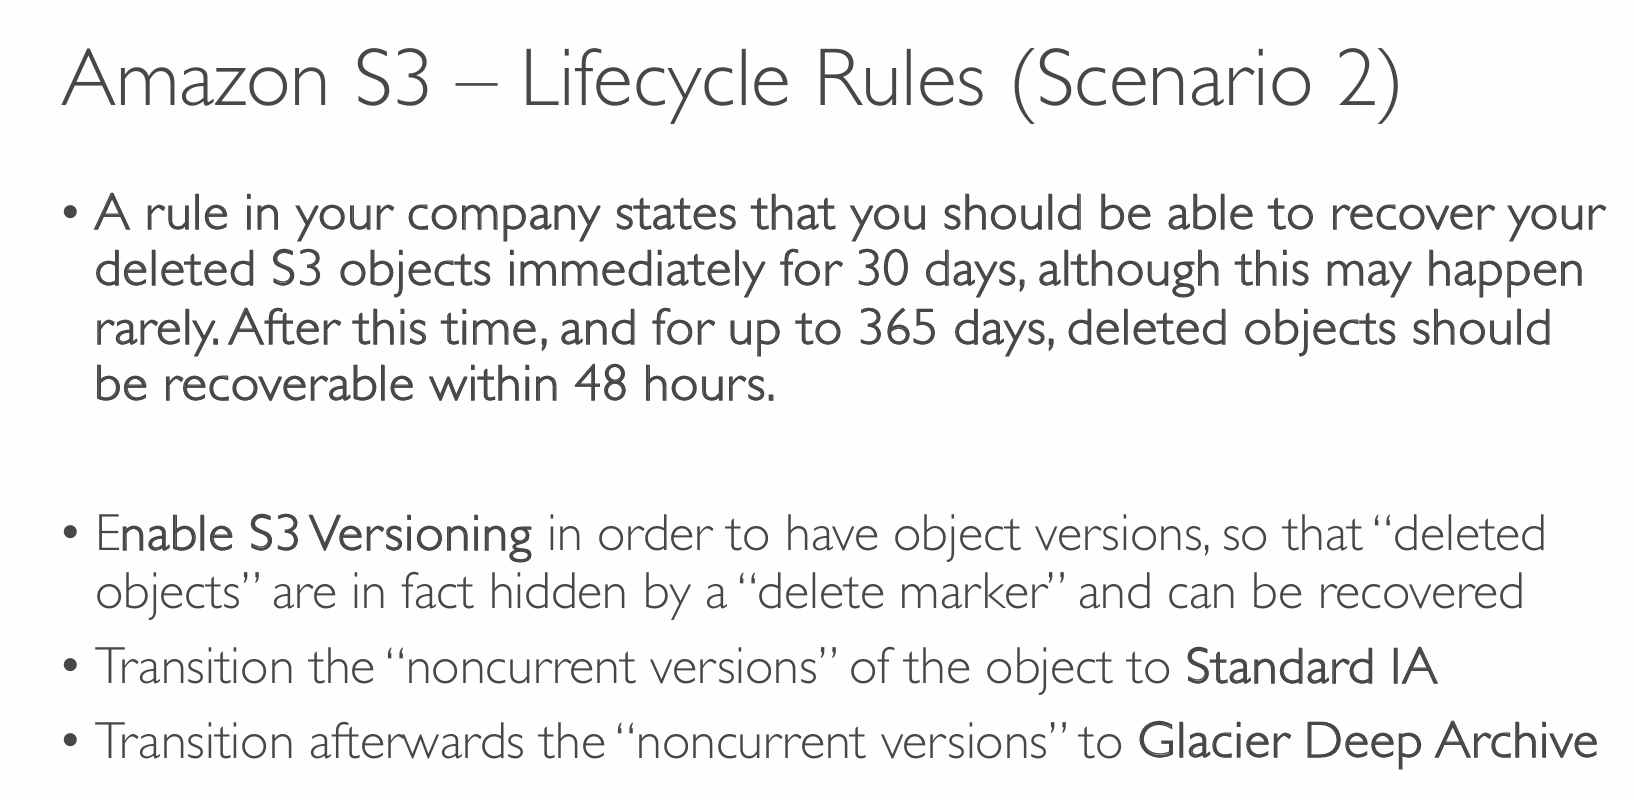 Amazon S3 – Lifecycle Rules (Scenario 2)
• A rule in your company states that you should be able to recover your
deleted S3 objects immediately for 30 days, although this may happen
rarely. After this time, and for up to 365 days, deleted objects should
be recoverable within 48 hours.
• Enable S3 Versioning in order to have object versions, so that “deleted
objects” are in fact hidden by a “delete marker” and can be recovered
• Transition the “noncurrent versions” of the object to Standard IA
• Transition afterwards the “noncurrent versions” to Glacier Deep Archive